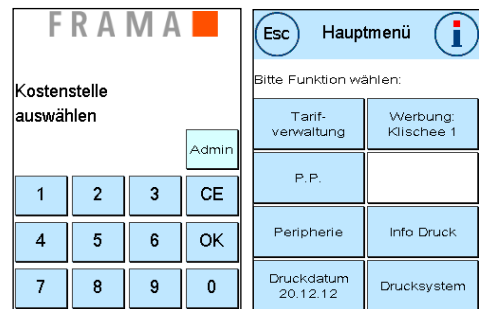 FRAMA
Kostenstelle
auswählen
Admin
1 2 3 CE
4 5 6 OK
7 8 9 0
Esc Hauptmenü i
Bitte Funktion wählen:
Tarif-
verwaltung
Werbung:
Klischee 1
P.P.
Peripherie
Info Druck
Druckdatum
20.12.12
Drucksystem